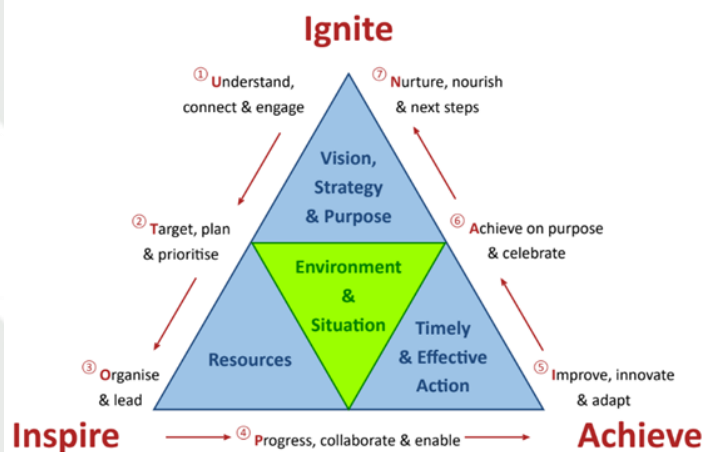 Ignite
① Understand,
connect & engage
⑦ Nurture, nourish
& next steps
Vision,
Strategy
& Purpose
② Target, plan
& prioritise
⑥ Achieve on purpose
& celebrate
Environment
&
Situation
Resources
Timely
& Effective
Action
③ Organise
& lead
⑤ Improve, innovate
& adapt
Inspire
④ Progress, collaborate & enable
Achieve